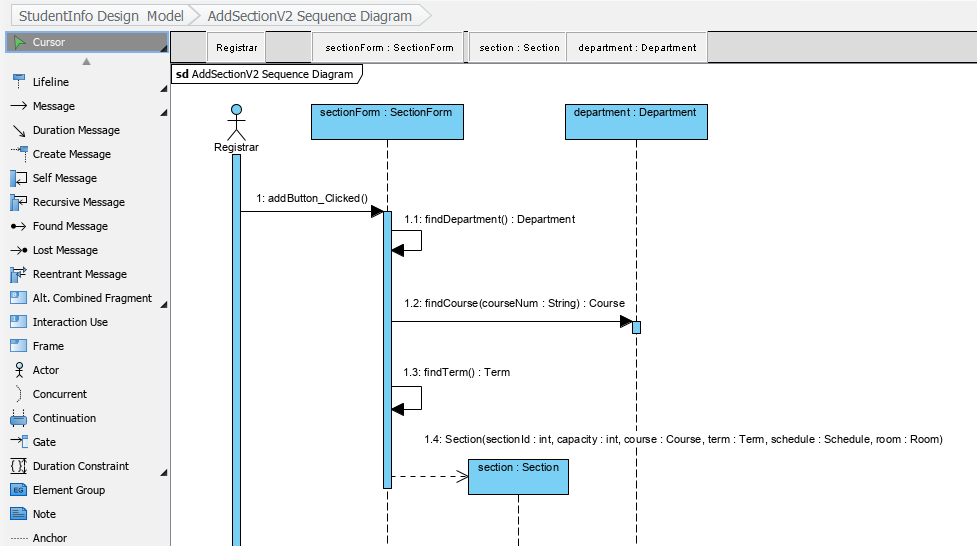 StudentInfo Design Model
AddSectionV2 Sequence Diagram
Cursor
Lifeline
Message
Duration Message
Create Message
Self Message
Recursive Message
Found Message
Lost Message
Reentrant Message
Alt. Combined Fragment
Interaction Use
Frame
Actor
Concurrent
Continuation
Gate
Duration Constraint
EG Element Group
Note
Anchor
Registrar
sectionForm : SectionForm
section : Section
department : Department
sd AddSectionV2 Sequence Diagram
Registrar
sectionForm : SectionForm
department : Department
1: addButton_Clicked()
1.1: findDepartment() : Department
1.2: findCourse(courseNum : String) : Course
1.3: findTerm() : Term
1.4: Section(sectionId : int, capacity : int, course : Course, term : Term, schedule : Schedule, room : Room)
section : Section